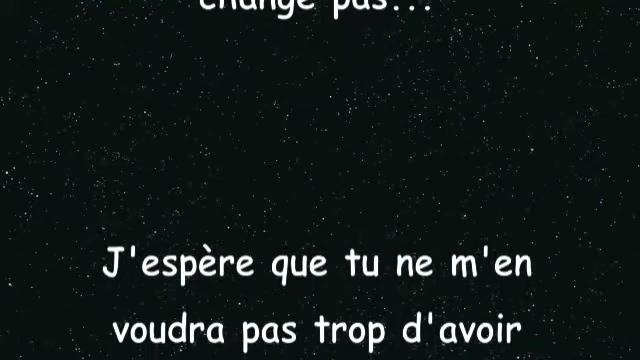 change pas...
J'espère que tu ne m'en
voudra pas trop d'avoir